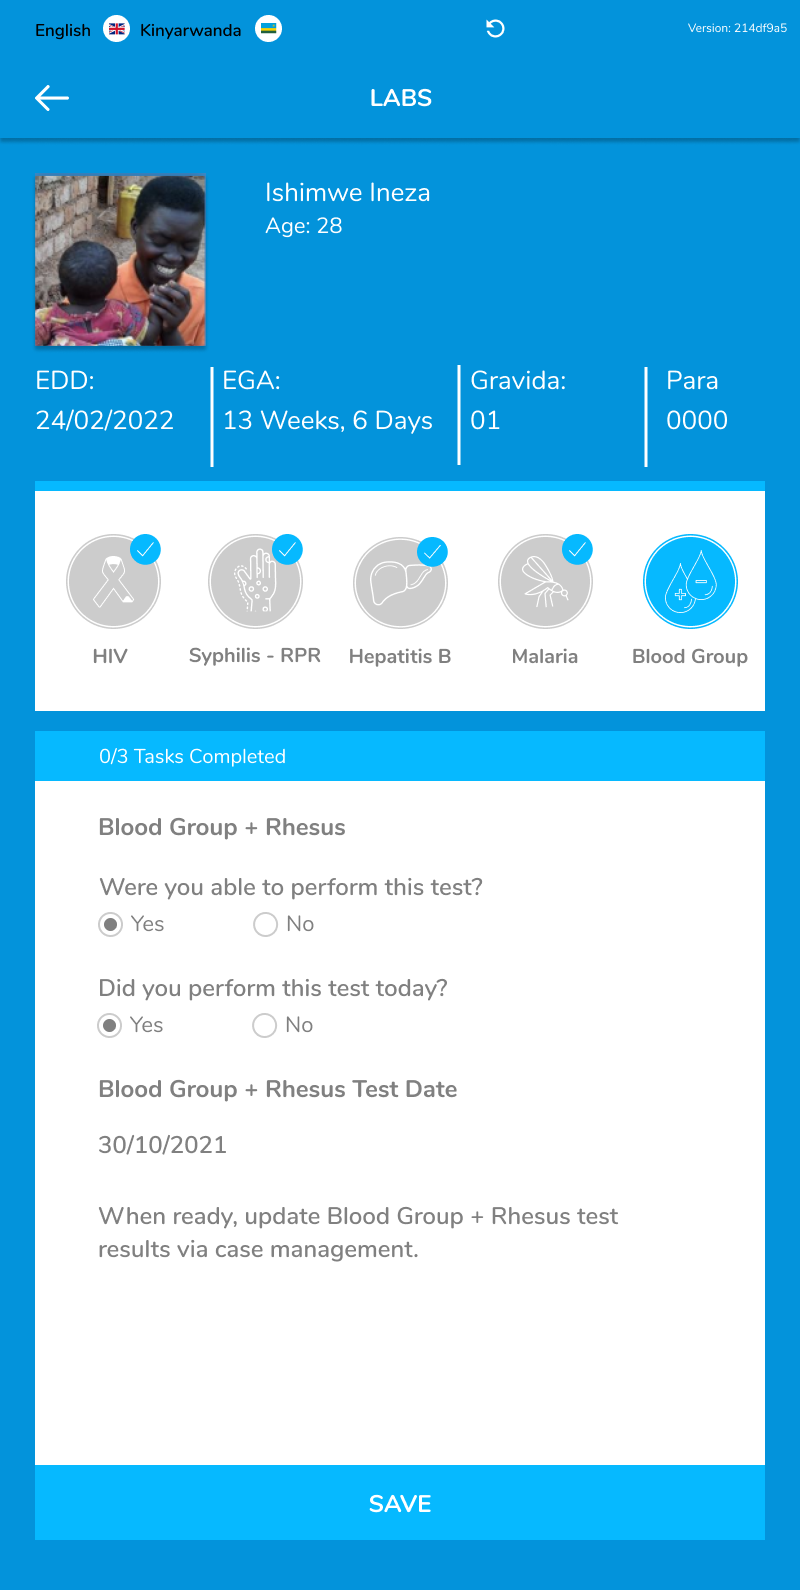 English Kinyarwanda Version: 214df9a5
LABS
Ishimwe Ineza
Age: 28
EDD: EGA: Gravida: Para
24/02/2022 13 Weeks, 6 Days 01 0000
HIV Syphilis - RPR Hepatitis B Malaria Blood Group
0/3 Tasks Completed
Blood Group + Rhesus
Were you able to perform this test?
Yes No
Did you perform this test today?
Yes No
Blood Group + Rhesus Test Date
30/10/2021
When ready, update Blood Group + Rhesus test
results via case management.
SAVE